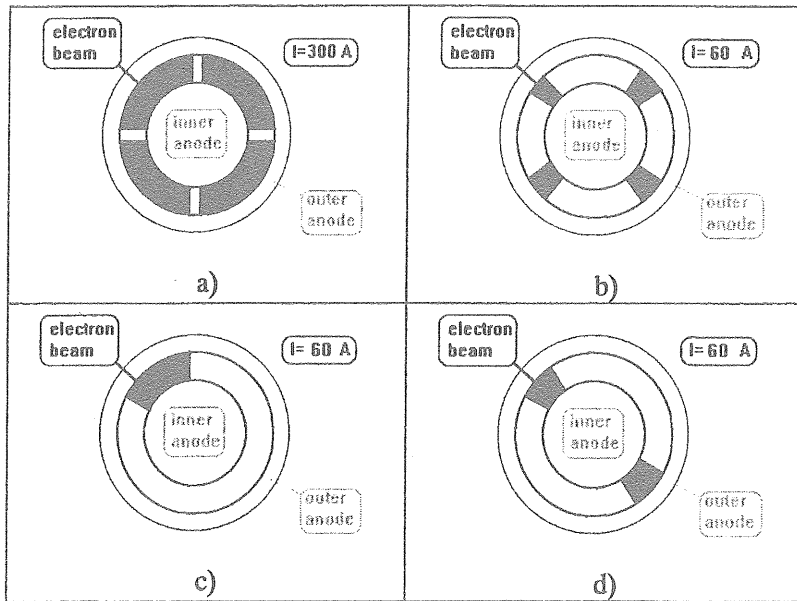 electron
beam
I=300 A
inner
anode
outer
anode
a)
electron
beam
I= 60 A
inner
anode
outer
anode
b)
electron
beam
I= 60 A
inner
anode
outer
anode
c)
electron
beam
I=60 A
inner
anode
outer
anode
d)